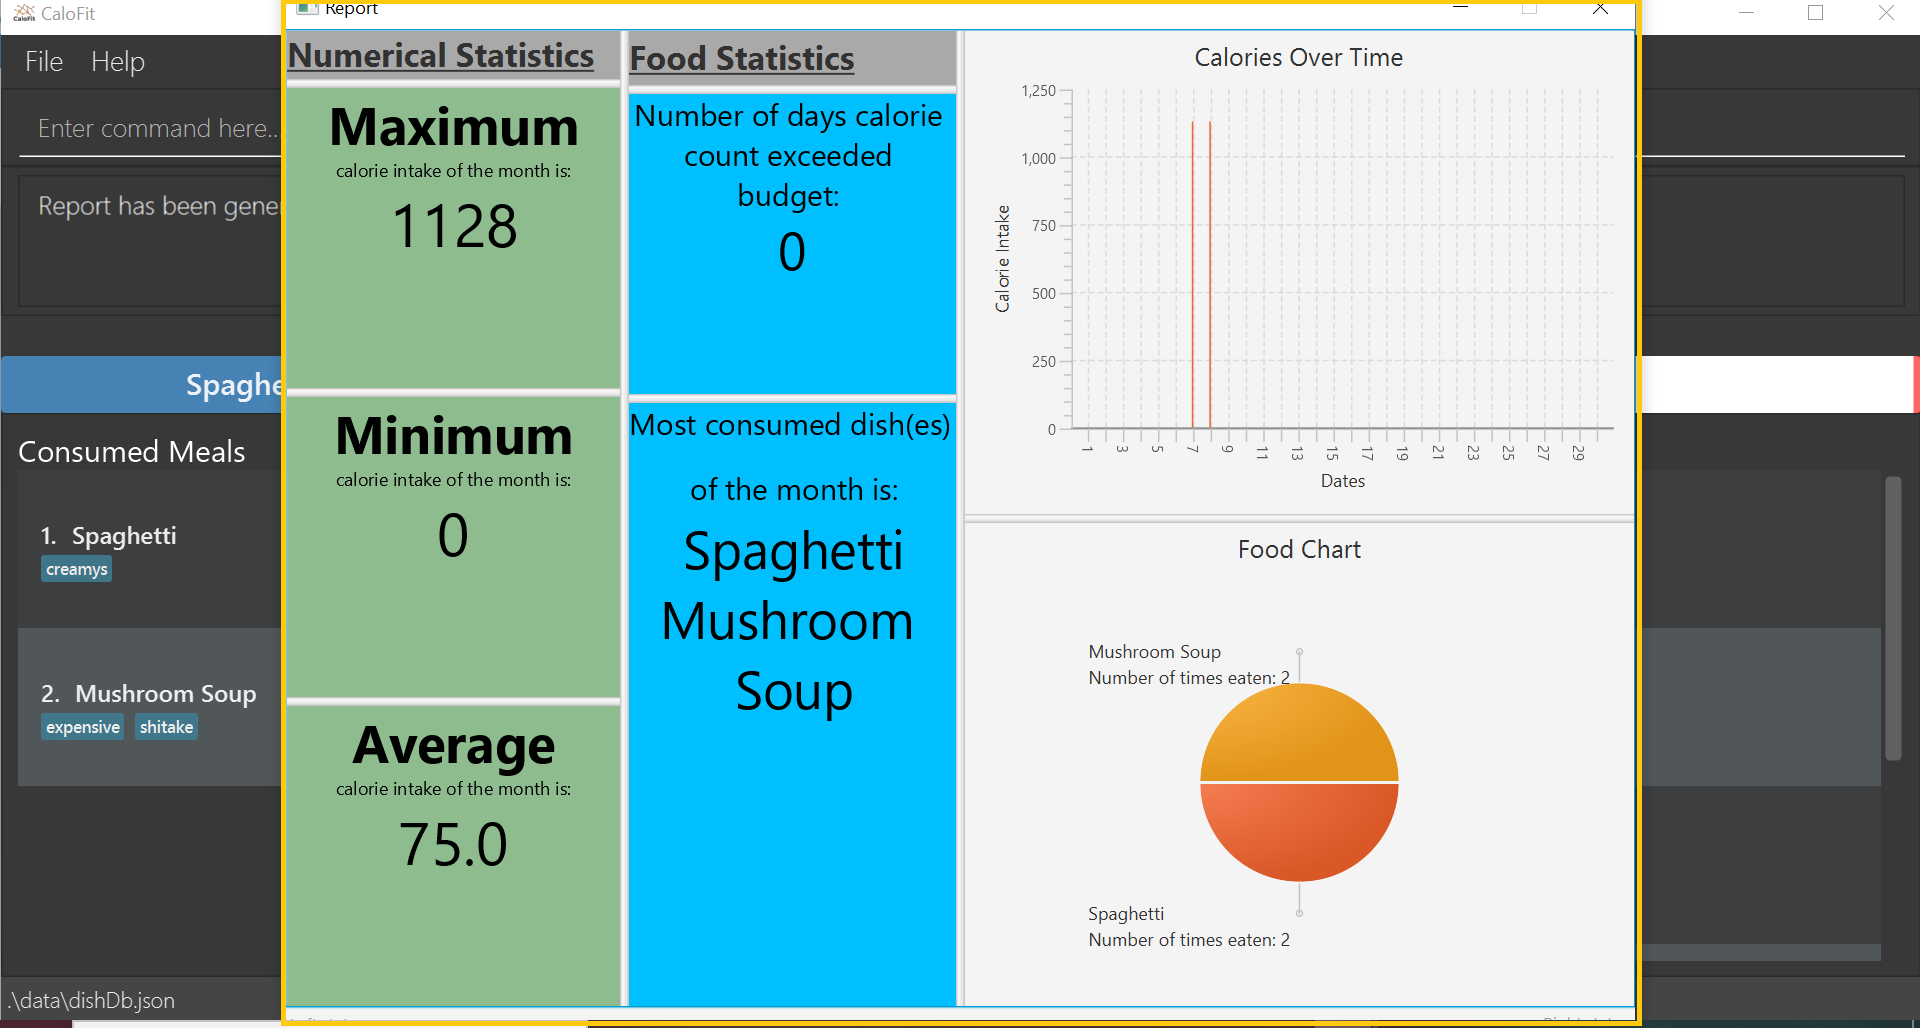 CaloFit
File Help
Enter command here...
Report has been gene
Spaghe
Consumed Meals
1. Spaghetti
creamys
2. Mushroom Soup
expensive shitake
.\data\dishDb.json
Report
Numerical Statistics
Maximum
calorie intake of the month is:
1128
Minimum
calorie intake of the month is:
0
Average
calorie intake of the month is:
75.0
Food Statistics
Number of days calorie
count exceeded
budget:
0
Most consumed dish(es)
of the month is:
Spaghetti
Mushroom
Soup
Calories Over Time
Calorie Intake
1,250
1,000
750
500
250
0
1 3 5 7 9 11 13 15 17 19 21 23 25 27 29
Dates
Food Chart
Mushroom Soup
Number of times eaten: 2
Spaghetti
Number of times eaten: 2